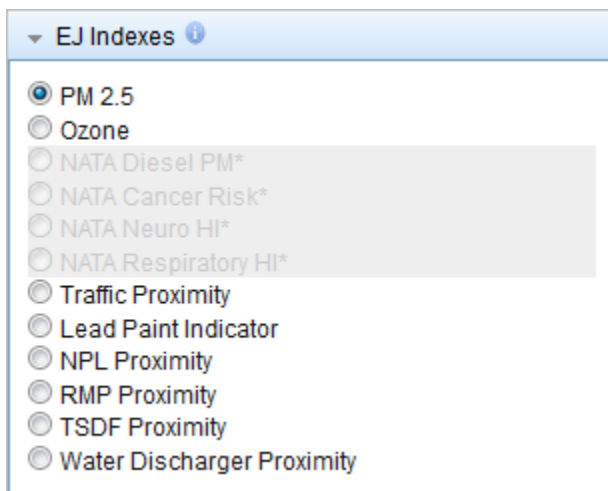 EJ Indexes
PM 2.5
Ozone
NATA Diesel PM*
NATA Cancer Risk*
NATA Neuro HI*
NATA Respiratory HI*
Traffic Proximity
Lead Paint Indicator
NPL Proximity
RMP Proximity
TSDF Proximity
Water Discharger Proximity